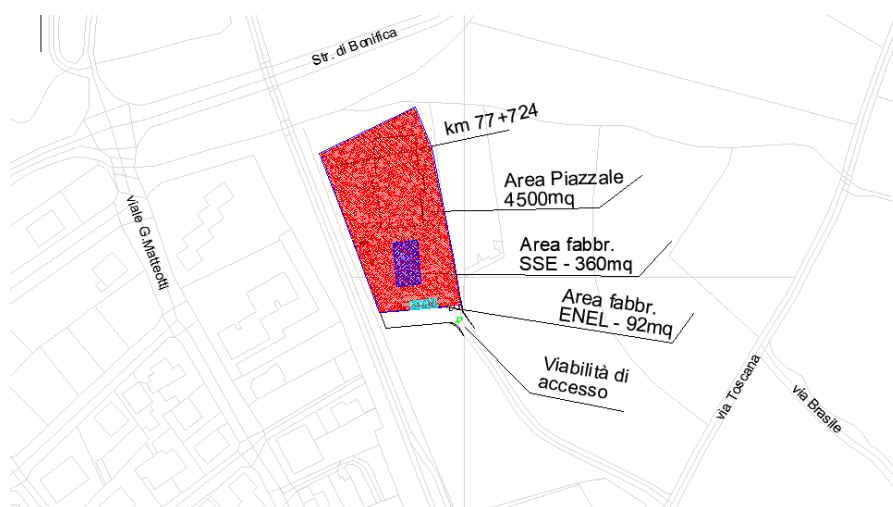 Str. di Bonifica
km 77+724
Area Piazzale
4500mq
viale G.Matteotti
Area fabbr.
SSE - 360mq
Area fabbr.
ENEL - 92mq
Viabilità di
accesso
via Toscana
via Brasile